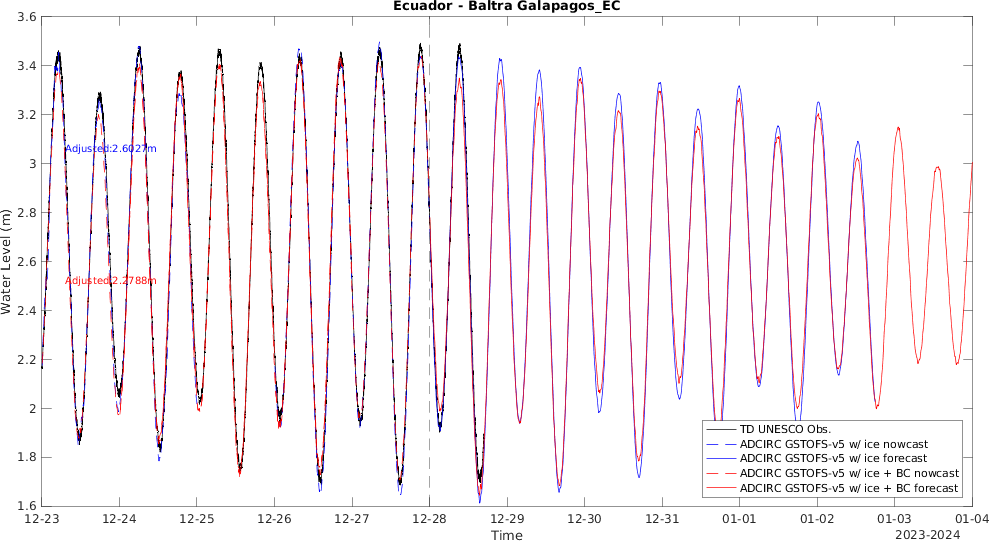 Ecuador - Baltra Galapagos_EC
3.6
3.4
3.2
3
2.8
2.6
2.4
2.2
2
1.8
1.6
Water Level (m)
Adjusted:2.6027m
Adjusted:2.2788m
TD UNESCO Obs.
ADCIRC GSTOFS-v5 w/ ice nowcast
ADCIRC GSTOFS-v5 w/ ice forecast
ADCIRC GSTOFS-v5 w/ ice + BC nowcast
ADCIRC GSTOFS-v5 w/ ice + BC forecast
12-23 12-24 12-25 12-26 12-27 12-28 12-29 12-30 12-31 01-01 01-02 01-03 01-04
Time
2023-2024